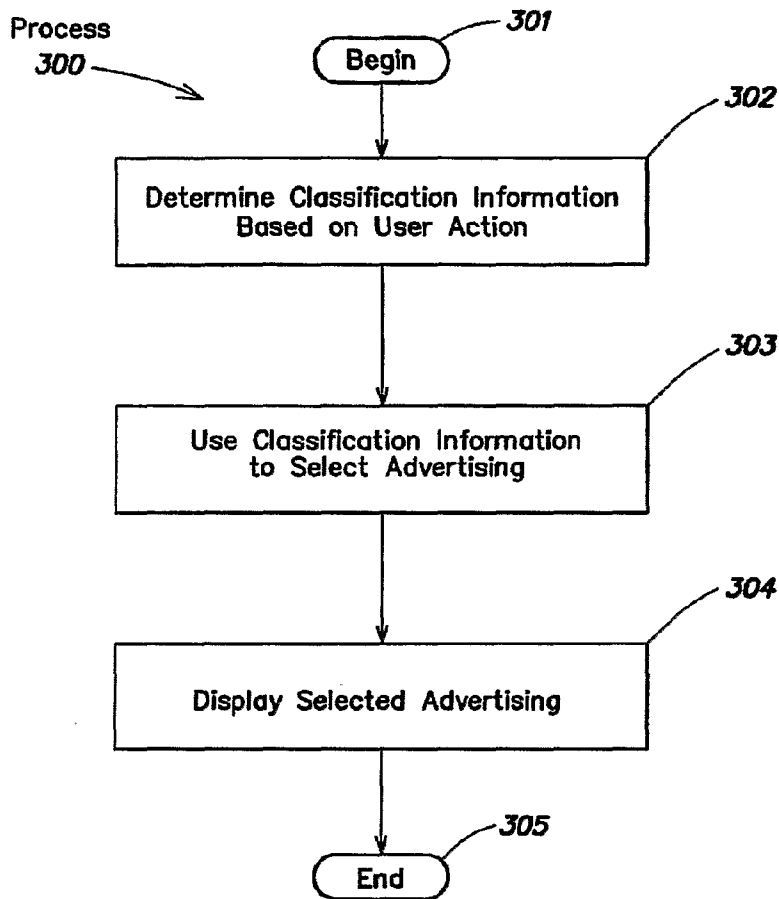 Process
300
301
Begin
302
Determine Classification Information
Based on User Action
303
Use Classification Information
to Select Advertising
304
Display Selected Advertising
305
End